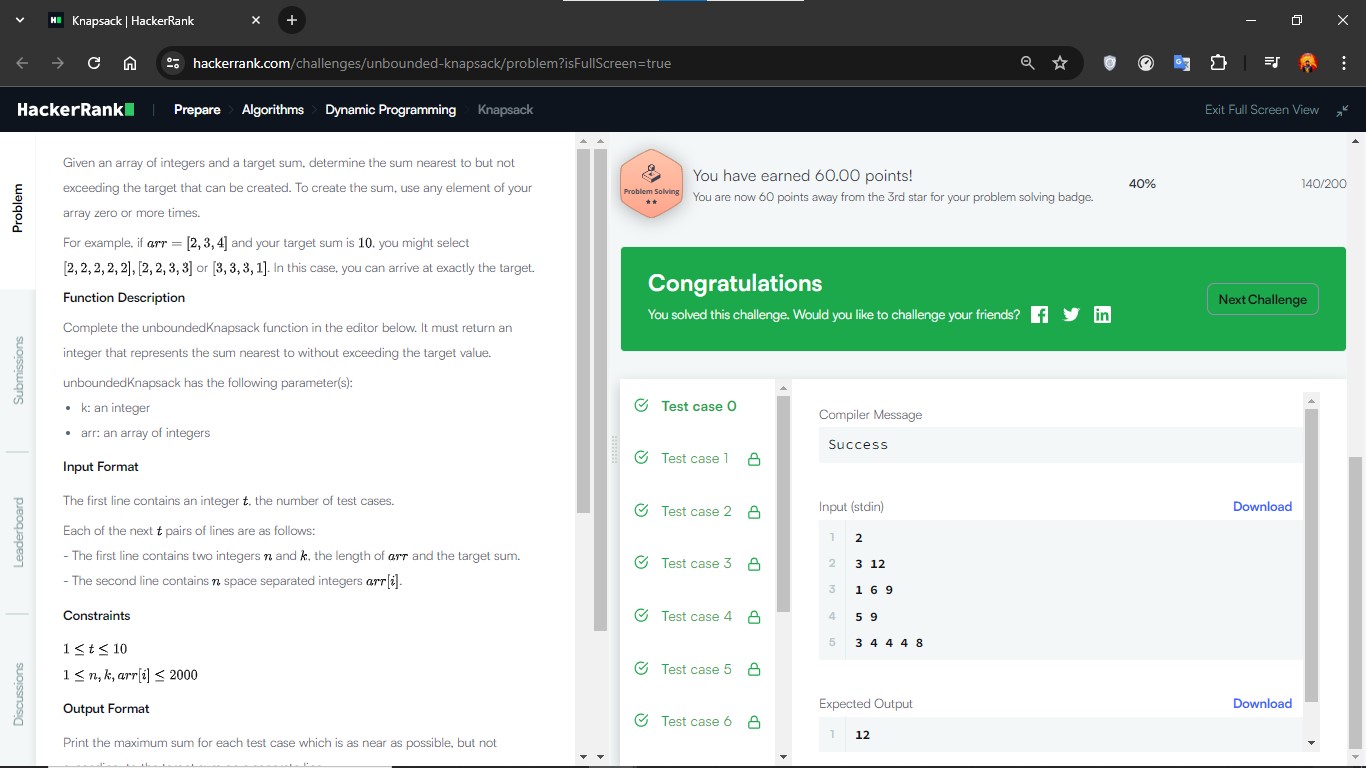 Knapsack | HackerRank
hackerrank.com/challenges/unbounded-knapsack/problem?isFullScreen=true
HackerRank
Prepare
Algorithms
Dynamic Programming
Knapsack
Exit Full Screen View
Problem
Submissions
Leaderboard
Discussions
Given an array of integers and a target sum, determine the sum nearest to but not
exceeding the target that can be created. To create the sum, use any element of your
array zero or more times.
For example, if arr = [2, 3, 4] and your target sum is 10, you might select
[2, 2, 2, 2, 2], [2, 2, 3, 3] or [3, 3, 3, 1]. In this case, you can arrive at exactly the target.
Function Description
Complete the unboundedKnapsack function in the editor below. It must return an
integer that represents the sum nearest to without exceeding the target value.
unboundedKnapsack has the following parameter(s):
• k: an integer
• arr: an array of integers
Input Format
The first line contains an integer t, the number of test cases.
Each of the next t pairs of lines are as follows:
- The first line contains two integers n and k, the length of arr and the target sum.
- The second line contains n space separated integers arr[i].
Constraints
1 ≤ t ≤ 10
1 ≤ n, k, arr[i] ≤ 2000
Output Format
Print the maximum sum for each test case which is as near as possible, but not
Problem Solving
You have earned 60.00 points!
You are now 60 points away from the 3rd star for your problem solving badge.
40%
140/200
Congratulations
You solved this challenge. Would you like to challenge your friends?
Next Challenge
Test case 0
Test case 1
Test case 2
Test case 3
Test case 4
Test case 5
Test case 6
Compiler Message
Success
Input (stdin)
Download
1 2
2 3 12
3 1 6 9
4 5 9
5 3 4 4 4 8
Expected Output
Download
1 12